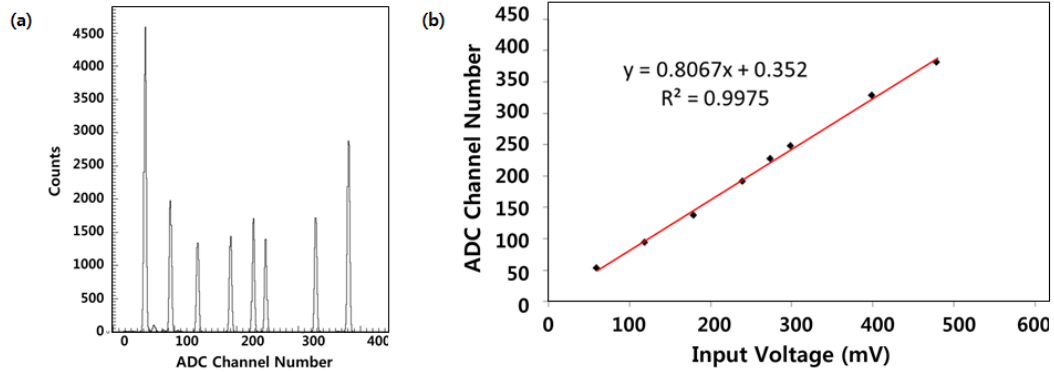 (a)
4500
4000
3500
3000
2500
2000
1500
1000
500
0
Counts
0 100 200 300 400
ADC Channel Number
(b)
450
400
350
300
250
200
150
100
50
0
ADC Channel Number
y = 0.8067x + 0.352
R² = 0.9975
0 100 200 300 400 500 600
Input Voltage (mV)